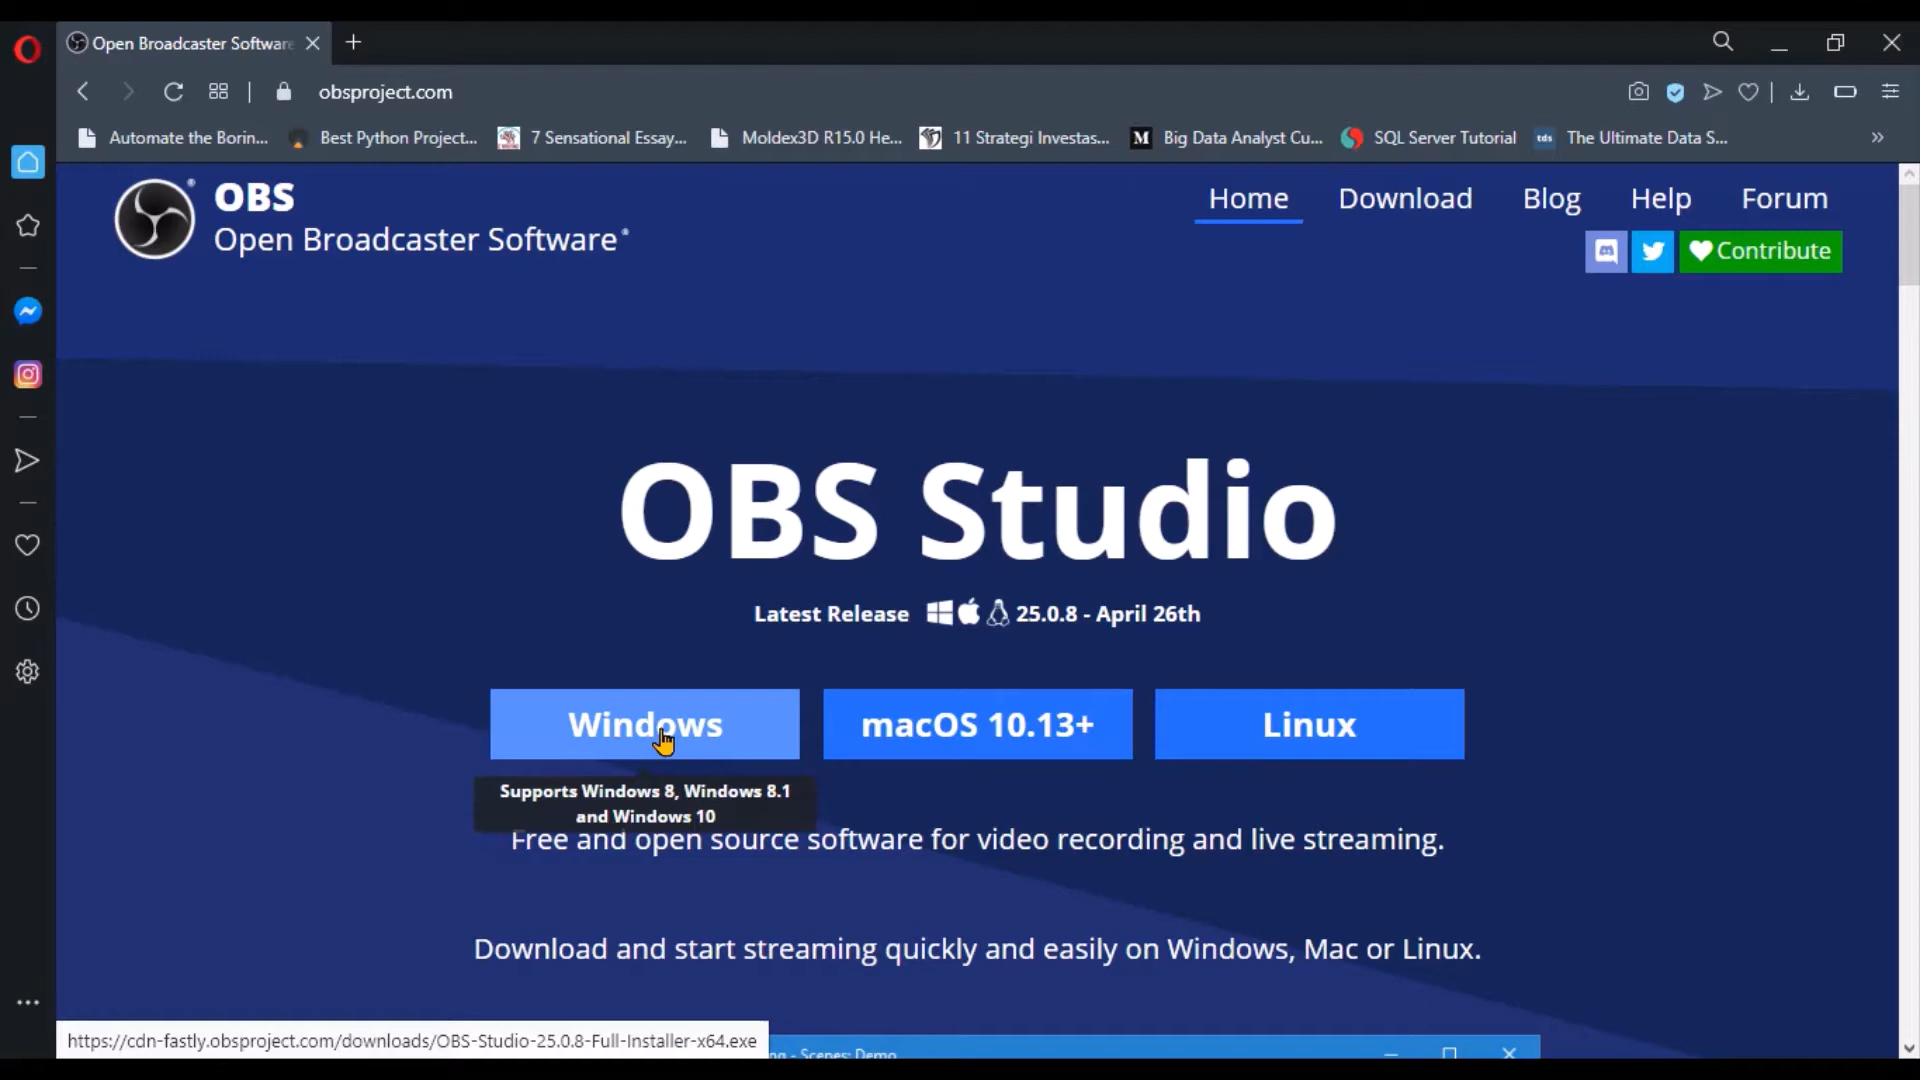 Open Broadcaster Software
obsproject.com
Automate the Borin...
Best Python Project...
7 Sensational Essay...
Moldex3D R15.0 He...
11 Strategi Investas...
M
Big Data Analyst Cu...
SQL Server Tutorial
tds
The Ultimate Data S...
OBS
Open Broadcaster Software®
Home
Download
Blog
Help
Forum
Contribute
OBS Studio
Latest Release 25.0.8 - April 26th
Windows
macOS 10.13+
Linux
Supports Windows 8, Windows 8.1
and Windows 10
Free and open source software for video recording and live streaming.
Download and start streaming quickly and easily on Windows, Mac or Linux.
https://cdn-fastly.obsproject.com/downloads/OBS-Studio-25.0.8-Full-Installer-x64.exe
- Scenes: Demo